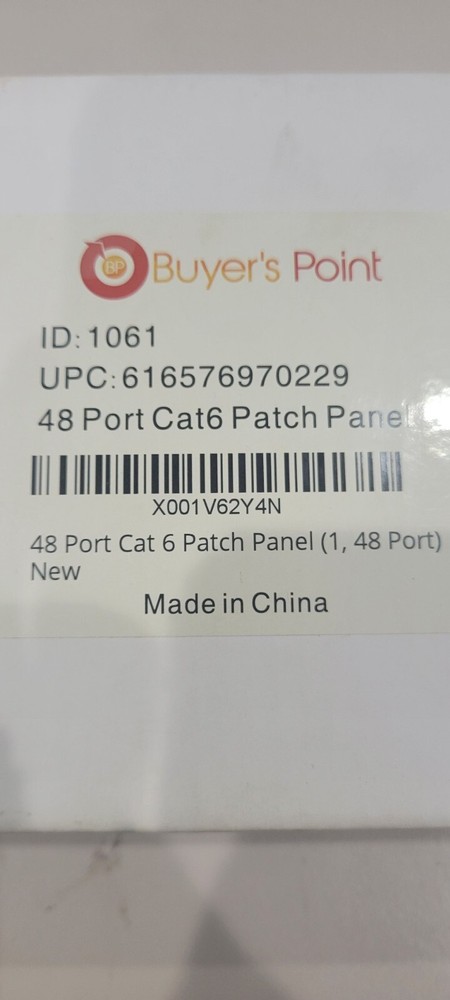 BP Buyer's Point
ID: 1061
UPC: 616576970229
48 Port Cat6 Patch Panel
X001V62Y4N
48 Port Cat 6 Patch Panel (1, 48 Port)
New
Made in China